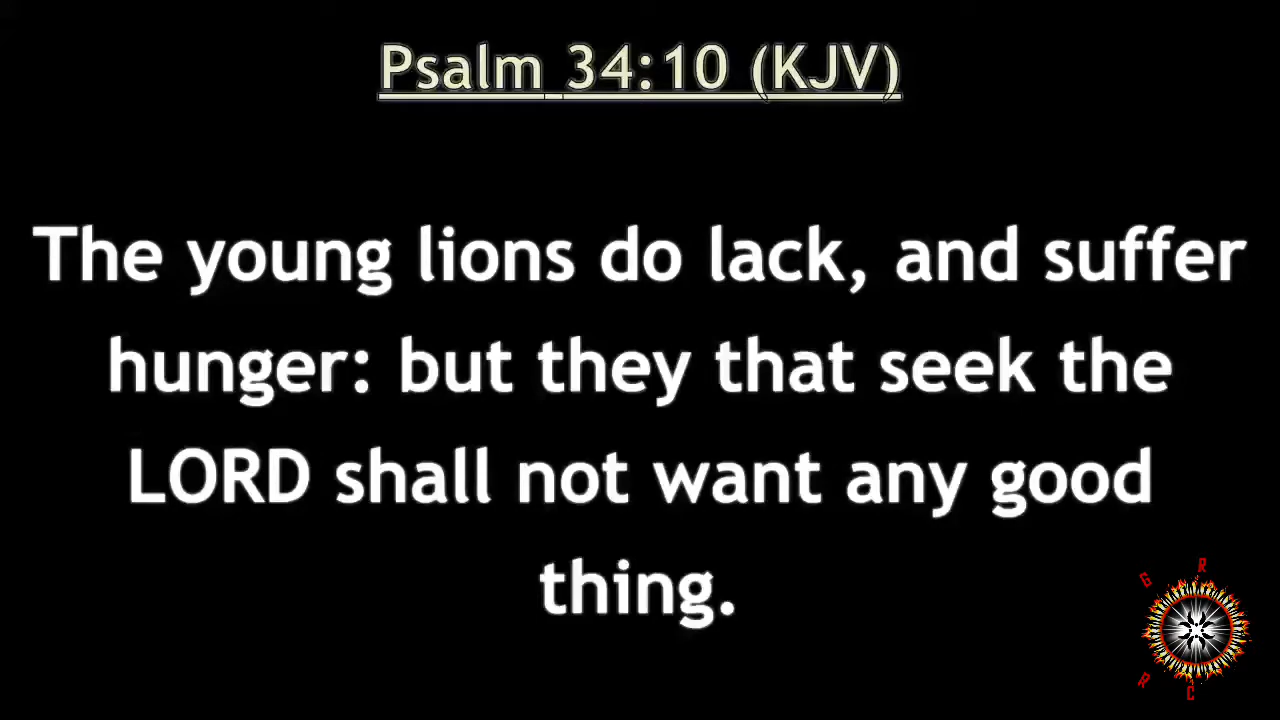 Psalm 34:10 (KJV)
The young lions do lack, and suffer
hunger: but they that seek the
LORD shall not want any good
thing.
G R
R C